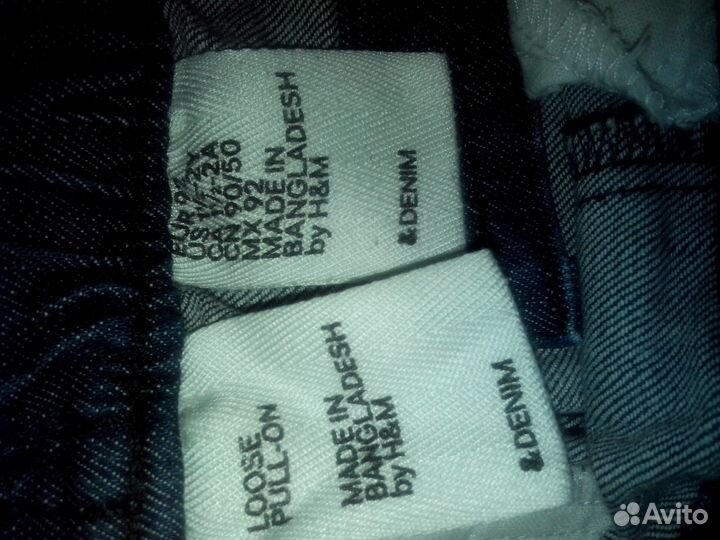 EUR 92
US 1½-2Y
CA 1½-2A
CN 90/50
MX 92
MADE IN
BANGLADESH
by H&M
&DENIM
LOOSE
PULL-ON
MADE IN
BANGLADESH
by H&M
&DENIM
Avito